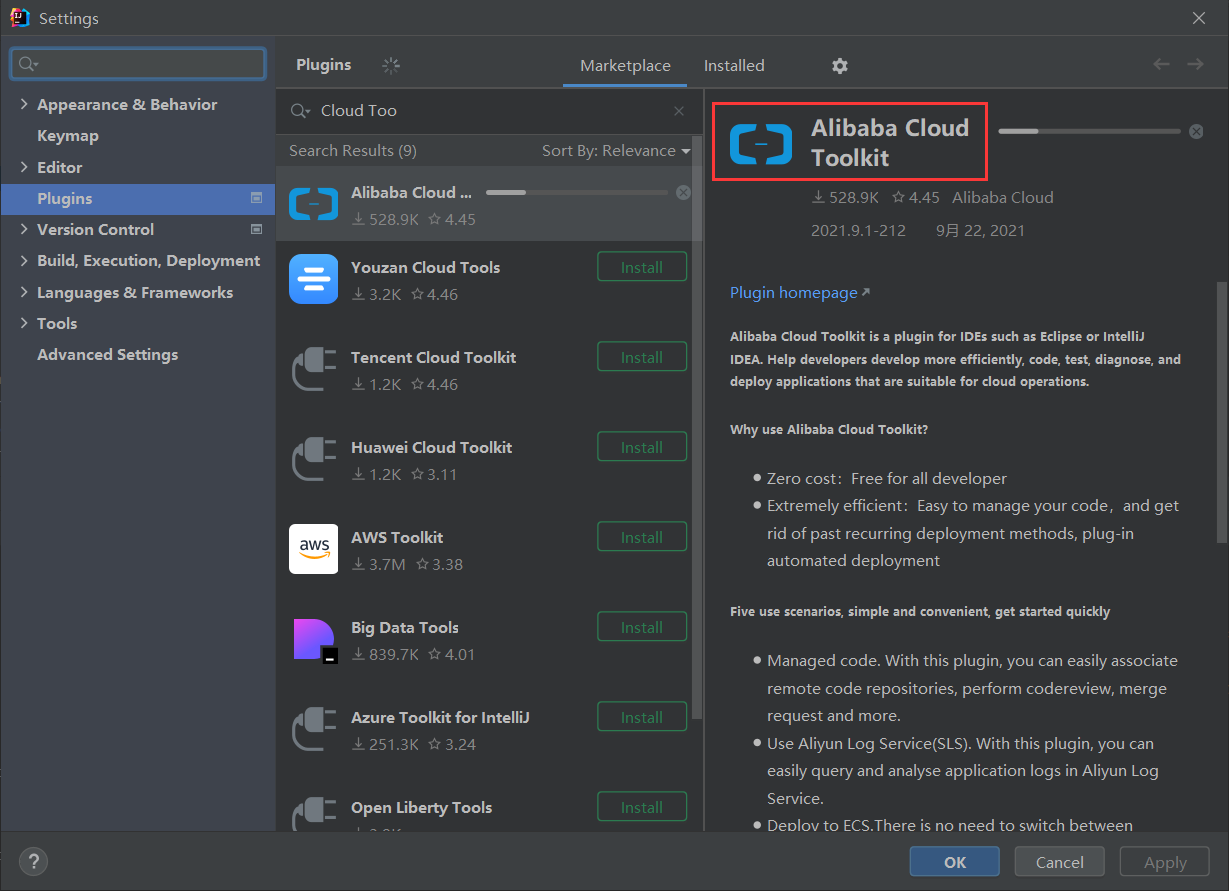 Settings
Plugins
Marketplace
Installed
Appearance & Behavior
Keymap
Editor
Plugins
Version Control
Build, Execution, Deployment
Languages & Frameworks
Tools
Advanced Settings
Cloud Too
Search Results (9)
Sort By: Relevance
Alibaba Cloud ...
528.9K 4.45
Youzan Cloud Tools
3.2K 4.46
Install
Tencent Cloud Toolkit
1.2K 4.46
Install
Huawei Cloud Toolkit
1.2K 3.11
Install
aws
AWS Toolkit
3.7M 3.38
Install
Big Data Tools
839.7K 4.01
Install
Azure Toolkit for IntelliJ
251.3K 3.24
Install
Open Liberty Tools
Install
Alibaba Cloud
Toolkit
528.9K 4.45 Alibaba Cloud
2021.9.1-212 9月 22, 2021
Plugin homepage
Alibaba Cloud Toolkit is a plugin for IDEs such as Eclipse or IntelliJ
IDEA. Help developers develop more efficiently, code, test, diagnose, and
deploy applications that are suitable for cloud operations.
Why use Alibaba Cloud Toolkit?
Zero cost：Free for all developer
Extremely efficient：Easy to manage your code，and get
rid of past recurring deployment methods, plug-in
automated deployment
Five use scenarios, simple and convenient, get started quickly
Managed code. With this plugin, you can easily associate
remote code repositories, perform codereview, merge
request and more.
Use Aliyun Log Service(SLS). With this plugin, you can
easily query and analyse application logs in Aliyun Log
Service.
Deploy to ECS.There is no need to switch between
?
OK
Cancel
Apply